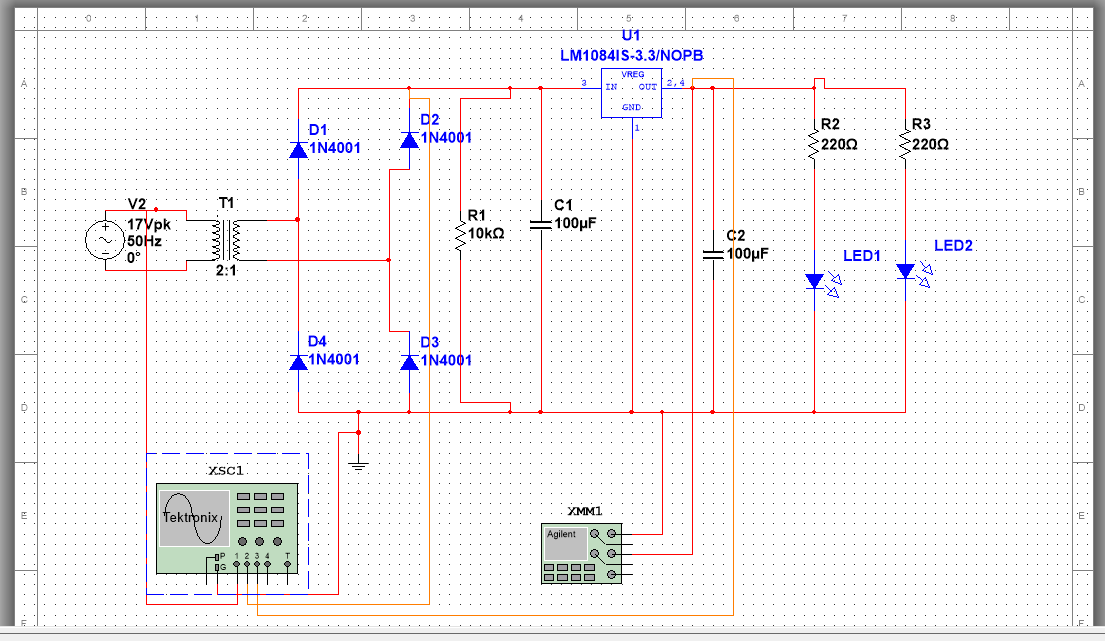 0 1 2 3 4 5 6 7 8
U1
LM1084IS-3.3/NOPB
VREG
A 3 IN OUT 2,4 A
GND
1
D1
1N4001
D2
1N4001
R2
220Ω
R3
220Ω
B B
V2
17Vpk
50Hz
0°
T1
2:1
R1
10kΩ
C1
100µF
C2
100µF
LED1
LED2
C C
D4
1N4001
D3
1N4001
D D
XSC1
Tektronix
P
G
1 2 3 4 T
XMM1
Agilent
E E
F F